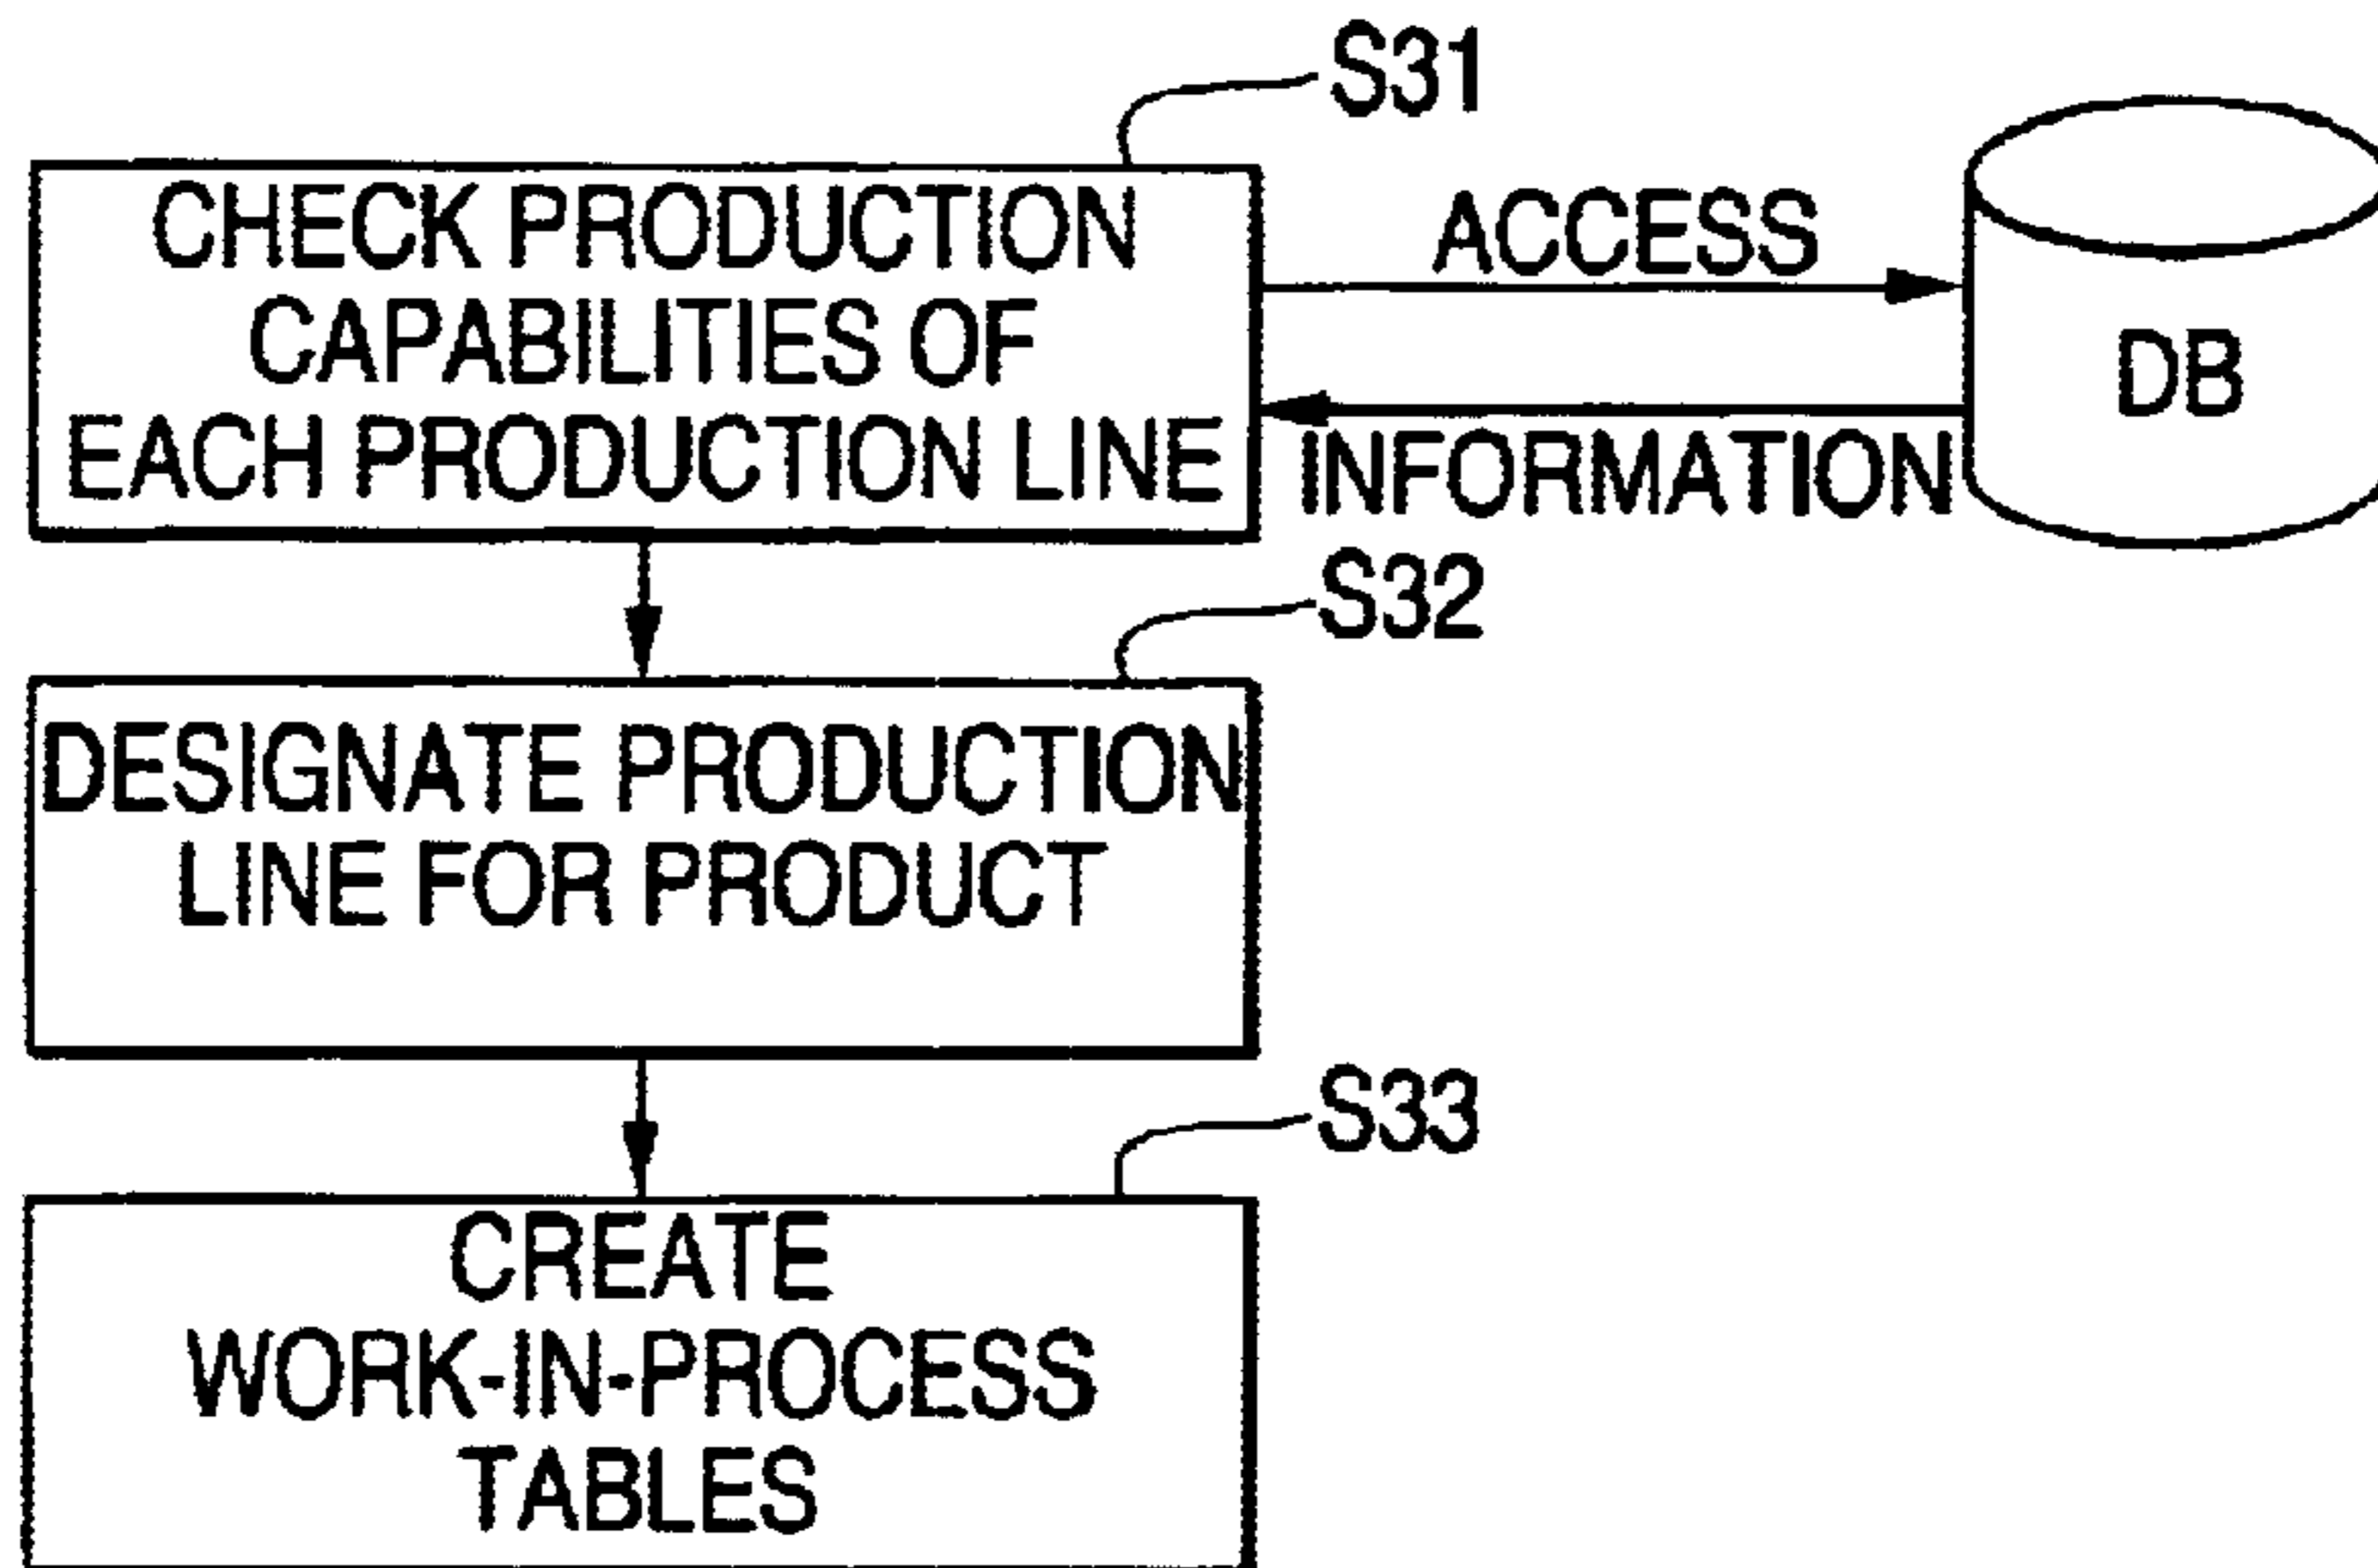 S31
CHECK PRODUCTION
CAPABILITIES OF
EACH PRODUCTION LINE
ACCESS
DB
INFORMATION
S32
DESIGNATE PRODUCTION
LINE FOR PRODUCT
S33
CREATE
WORK-IN-PROCESS
TABLES